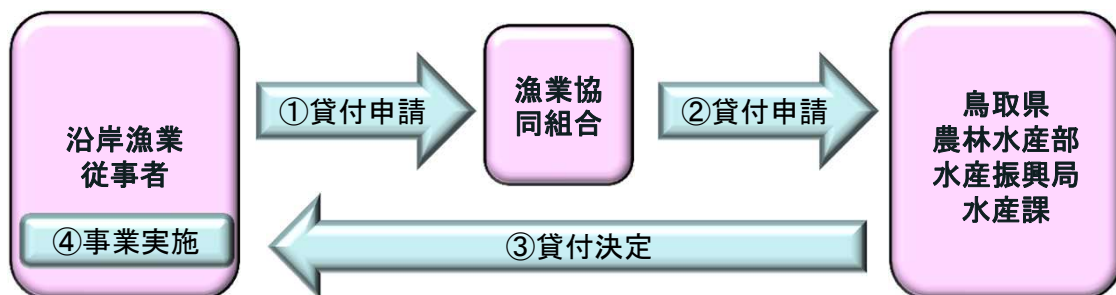 沿岸漁業
従事者
④事業実施
①貸付申請
漁業協
同組合
②貸付申請
鳥取県
農林水産部
水産振興局
水産課
③貸付決定